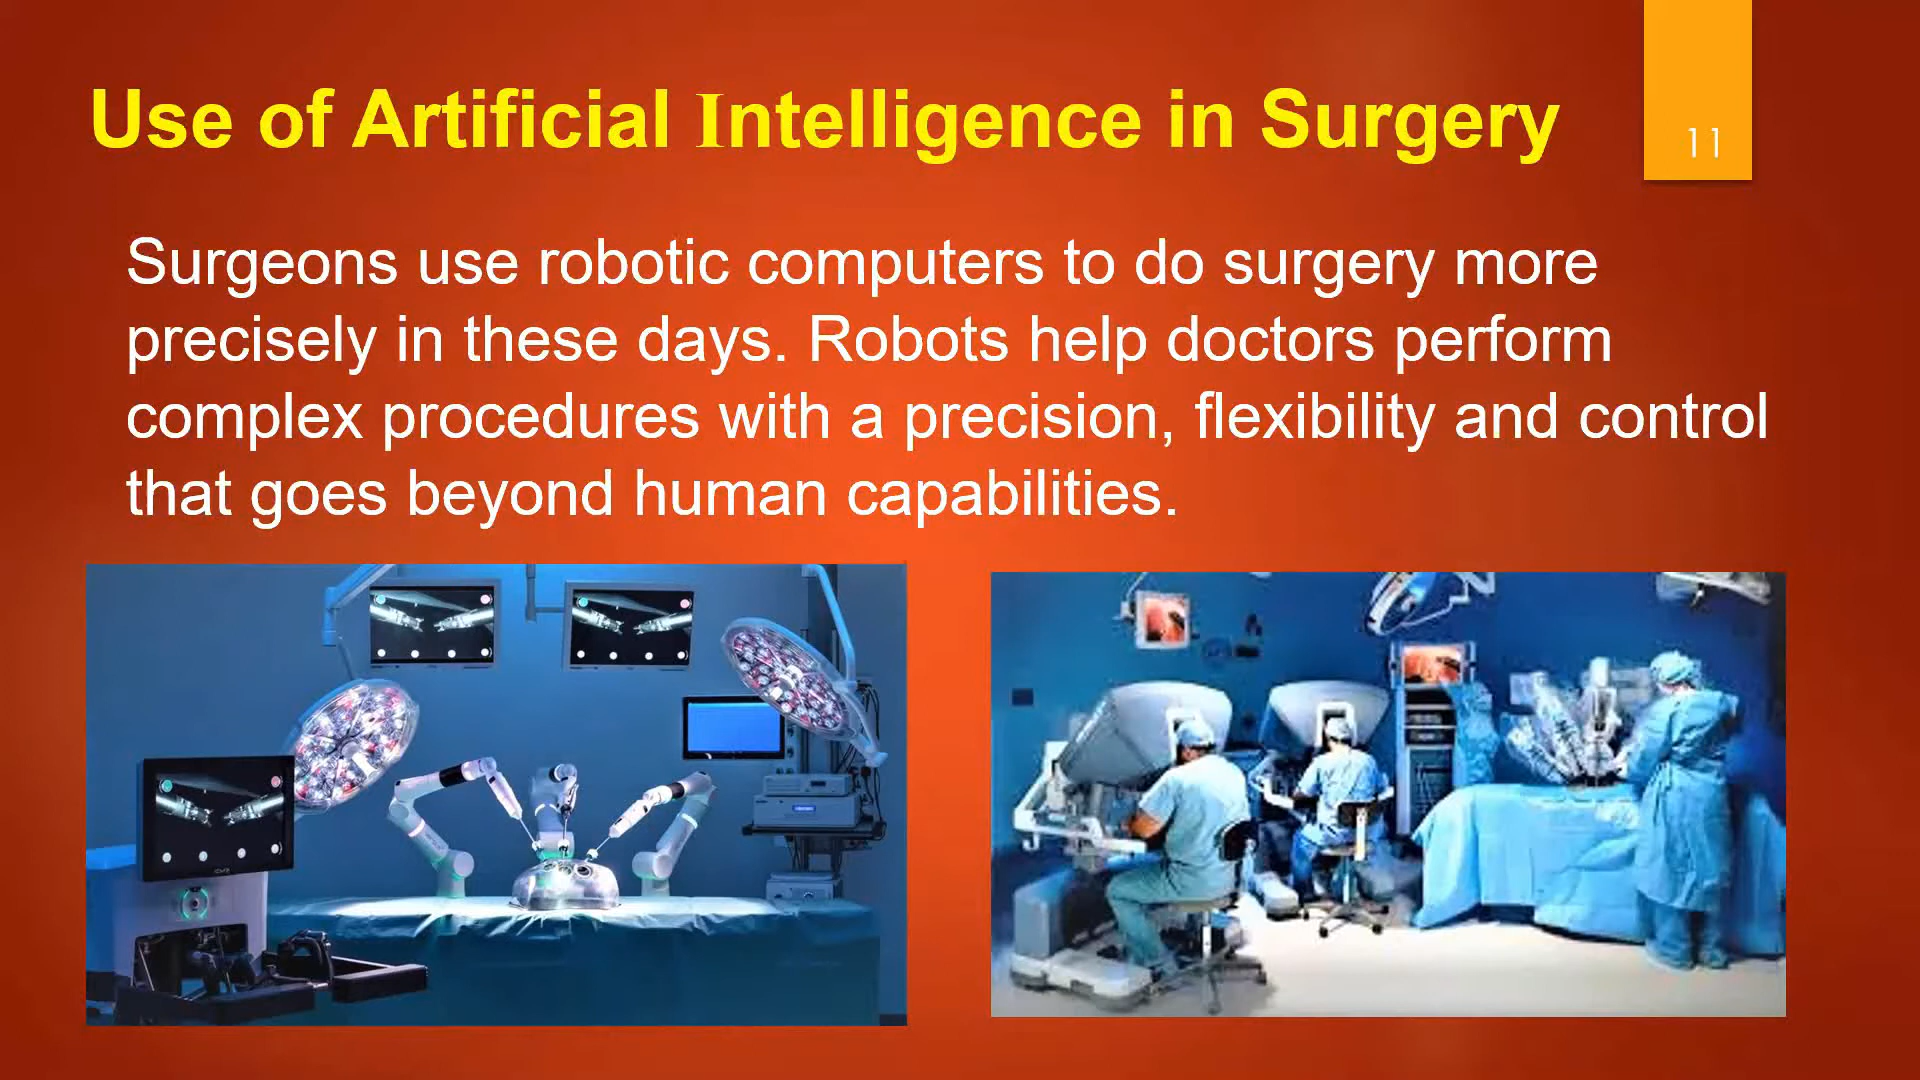 Use of Artificial Intelligence in Surgery
11
Surgeons use robotic computers to do surgery more
precisely in these days. Robots help doctors perform
complex procedures with a precision, flexibility and control
that goes beyond human capabilities.